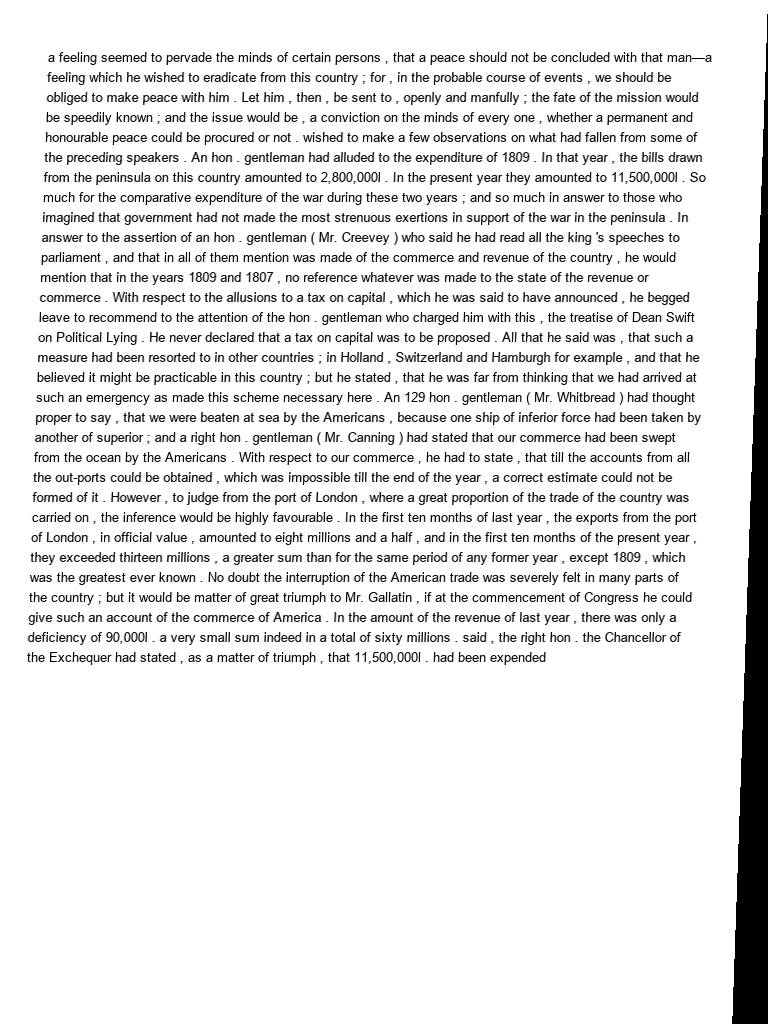 a feeling seemed to pervade the minds of certain persons , that a peace should not be concluded with that man—a
feeling which he wished to eradicate from this country ; for , in the probable course of events , we should be
obliged to make peace with him . Let him , then , be sent to , openly and manfully ; the fate of the mission would
be speedily known ; and the issue would be , a conviction on the minds of every one , whether a permanent and
honourable peace could be procured or not . wished to make a few observations on what had fallen from some of
the preceding speakers . An hon . gentleman had alluded to the expenditure of 1809 . In that year , the bills drawn
from the peninsula on this country amounted to 2,800,000l . In the present year they amounted to 11,500,000l . So
much for the comparative expenditure of the war during these two years ; and so much in answer to those who
imagined that government had not made the most strenuous exertions in support of the war in the peninsula . In
answer to the assertion of an hon . gentleman ( Mr. Creevey ) who said he had read all the king 's speeches to
parliament , and that in all of them mention was made of the commerce and revenue of the country , he would
mention that in the years 1809 and 1807 , no reference whatever was made to the state of the revenue or
commerce . With respect to the allusions to a tax on capital , which he was said to have announced , he begged
leave to recommend to the attention of the hon . gentleman who charged him with this , the treatise of Dean Swift
on Political Lying . He never declared that a tax on capital was to be proposed . All that he said was , that such a
measure had been resorted to in other countries ; in Holland , Switzerland and Hamburgh for example , and that he
believed it might be practicable in this country ; but he stated , that he was far from thinking that we had arrived at
such an emergency as made this scheme necessary here . An 129 hon . gentleman ( Mr. Whitbread ) had thought
proper to say , that we were beaten at sea by the Americans , because one ship of inferior force had been taken by
another of superior ; and a right hon . gentleman ( Mr. Canning ) had stated that our commerce had been swept
from the ocean by the Americans . With respect to our commerce , he had to state , that till the accounts from all
the out-ports could be obtained , which was impossible till the end of the year , a correct estimate could not be
formed of it . However , to judge from the port of London , where a great proportion of the trade of the country was
carried on , the inference would be highly favourable . In the first ten months of last year , the exports from the port
of London , in official value , amounted to eight millions and a half , and in the first ten months of the present year ,
they exceeded thirteen millions , a greater sum than for the same period of any former year , except 1809 , which
was the greatest ever known . No doubt the interruption of the American trade was severely felt in many parts of
the country ; but it would be matter of great triumph to Mr. Gallatin , if at the commencement of Congress he could
give such an account of the commerce of America . In the amount of the revenue of last year , there was only a
deficiency of 90,000l . a very small sum indeed in a total of sixty millions . said , the right hon . the Chancellor of
the Exchequer had stated , as a matter of triumph , that 11,500,000l . had been expended